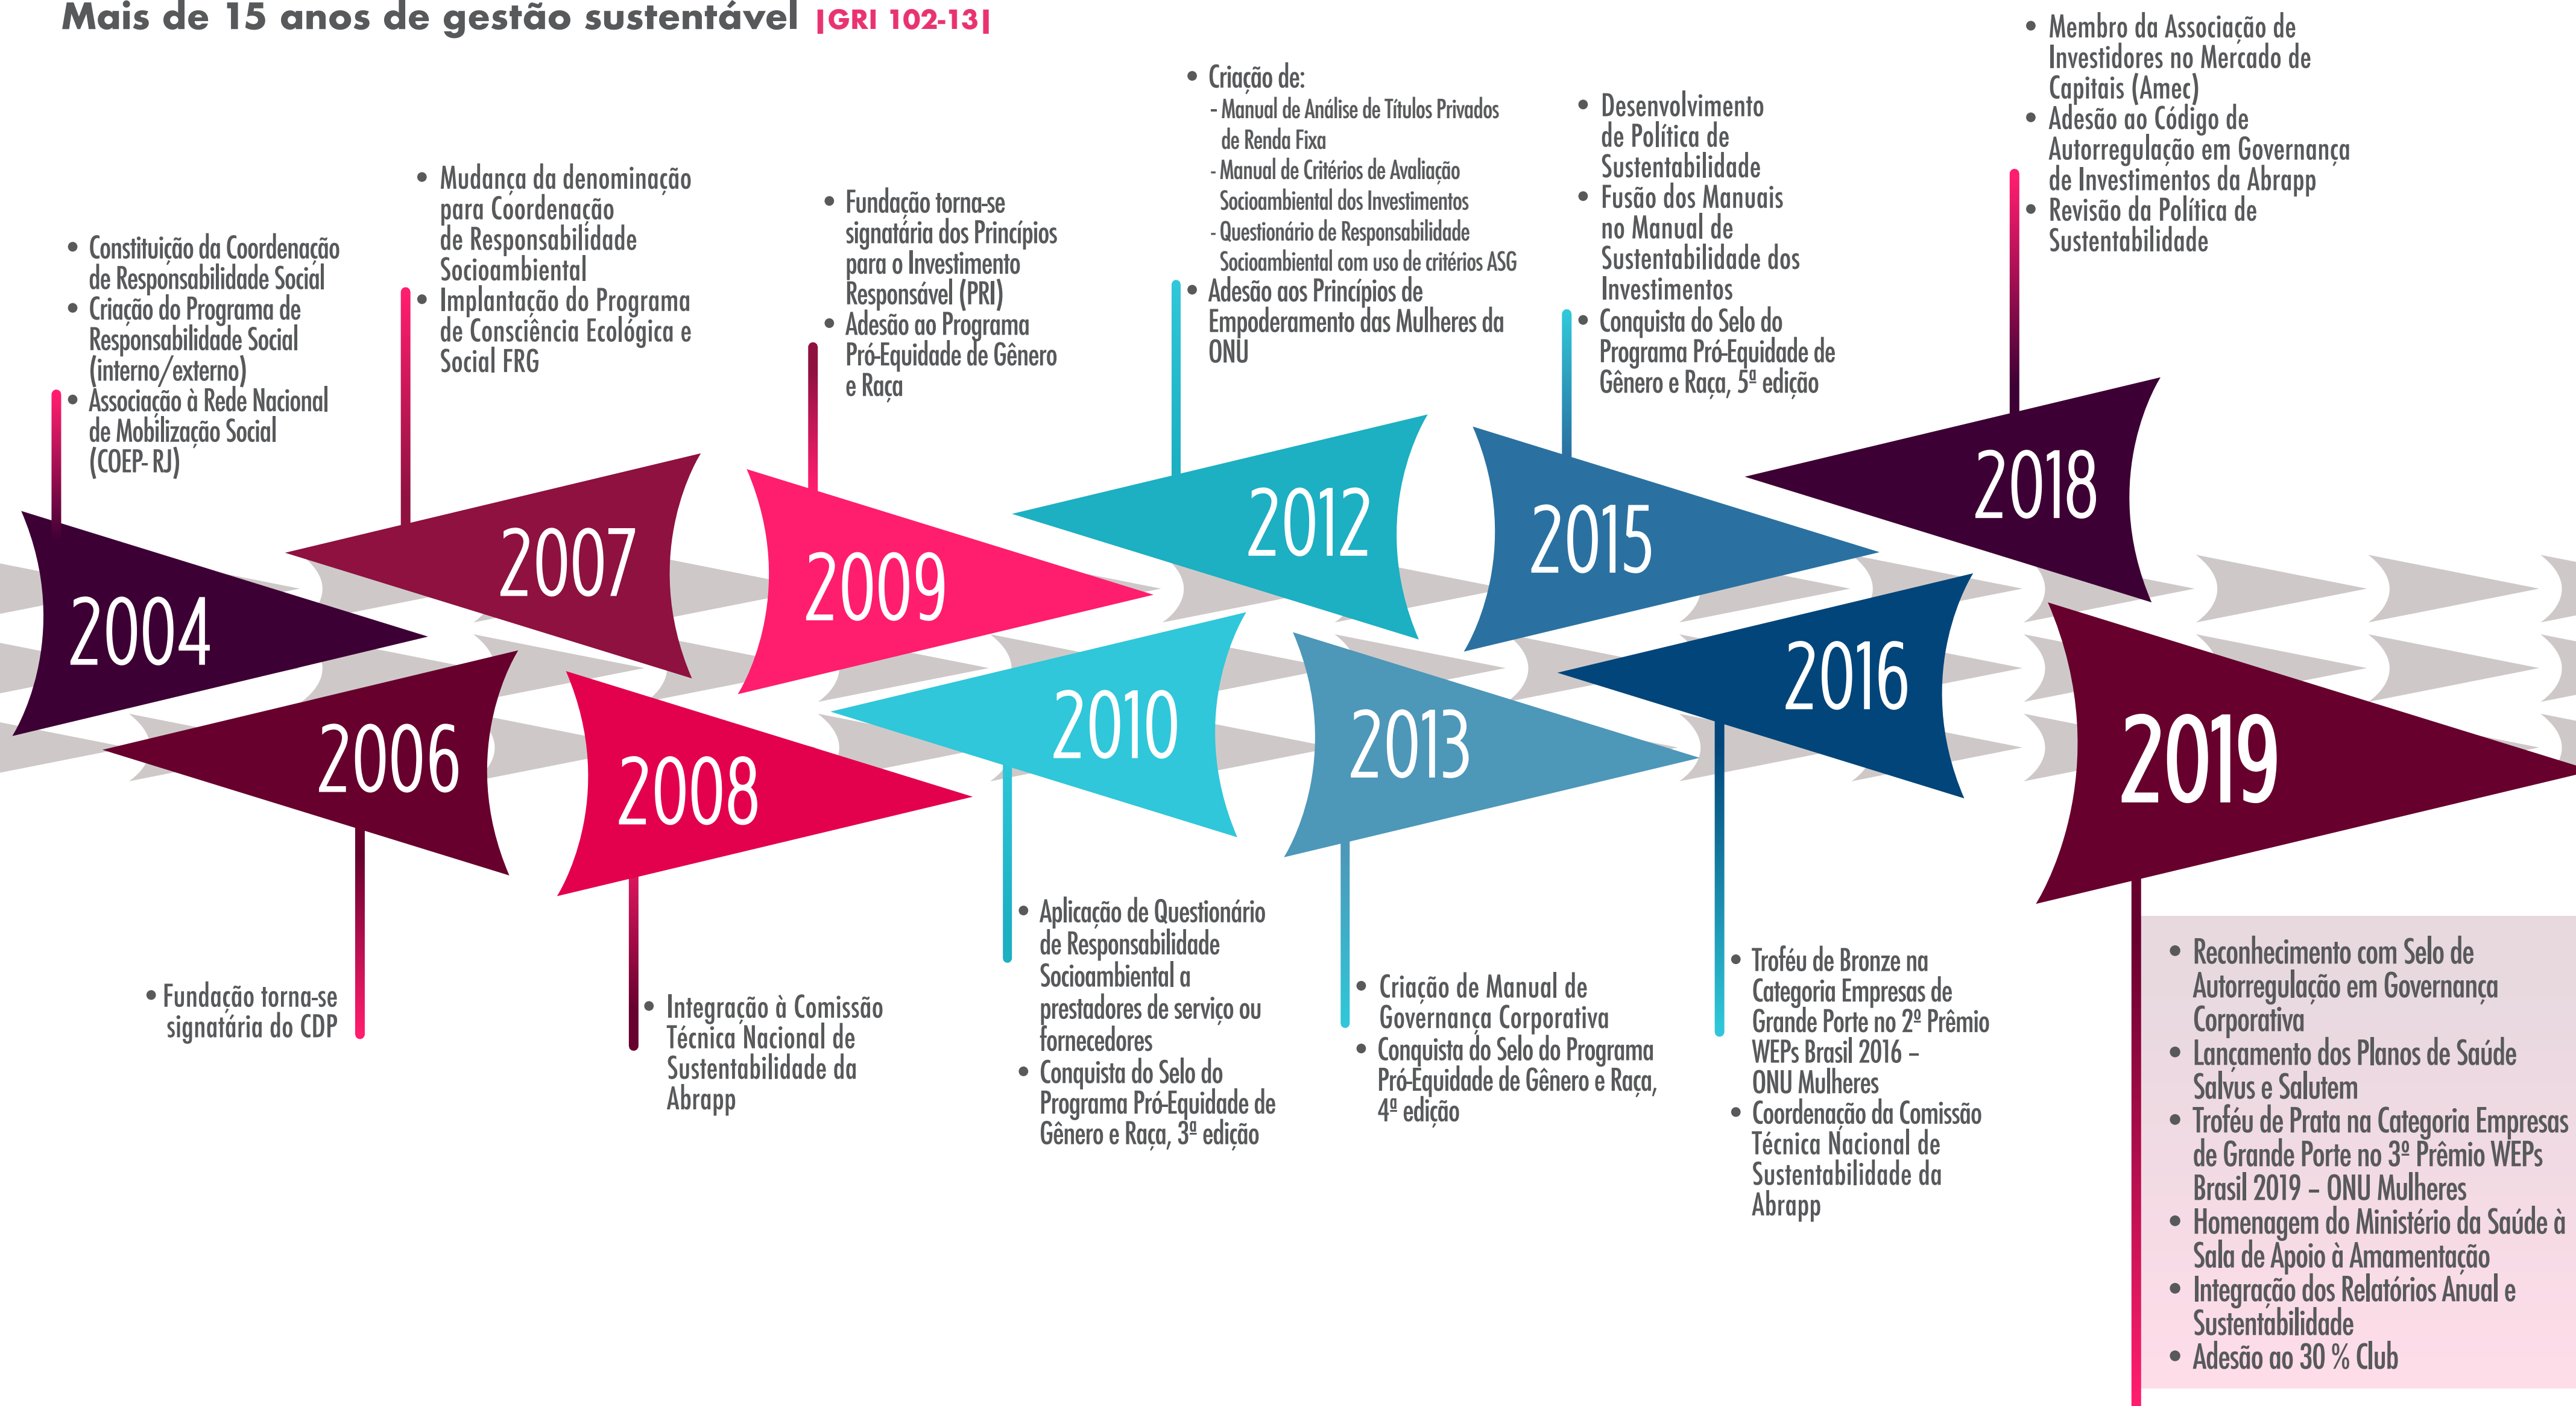 Mais de 15 anos de gestão sustentável |GRI 102-13|
2004
• Constituição da Coordenação
de Responsabilidade Social
• Criação do Programa de
Responsabilidade Social
(interno/externo)
• Associação à Rede Nacional
de Mobilização Social
(COEP- RJ)
2006
• Fundação torna-se
signatária do CDP
2007
• Mudança da denominação
para Coordenação
de Responsabilidade
Socioambiental
• Implantação do Programa
de Consciência Ecológica e
Social FRG
2008
• Integração à Comissão
Técnica Nacional de
Sustentabilidade da
Abrapp
2009
• Fundação torna-se
signatária dos Princípios
para o Investimento
Responsável (PRI)
• Adesão ao Programa
Pró-Equidade de Gênero
e Raça
2010
• Aplicação de Questionário
de Responsabilidade
Socioambiental a
prestadores de serviço ou
fornecedores
• Conquista do Selo do
Programa Pró-Equidade de
Gênero e Raça, 3ª edição
2012
• Criação de:
- Manual de Análise de Títulos Privados
de Renda Fixa
- Manual de Critérios de Avaliação
Socioambiental dos Investimentos
- Questionário de Responsabilidade
Socioambiental com uso de critérios ASG
• Adesão aos Princípios de
Empoderamento das Mulheres da
ONU
2013
• Criação de Manual de
Governança Corporativa
• Conquista do Selo do Programa
Pró-Equidade de Gênero e Raça,
4ª edição
2015
• Desenvolvimento
de Política de
Sustentabilidade
• Fusão dos Manuais
no Manual de
Sustentabilidade dos
Investimentos
• Conquista do Selo do
Programa Pró-Equidade de
Gênero e Raça, 5ª edição
2016
• Troféu de Bronze na
Categoria Empresas de
Grande Porte no 2º Prêmio
WEPs Brasil 2016 –
ONU Mulheres
• Coordenação da Comissão
Técnica Nacional de
Sustentabilidade da
Abrapp
2018
• Membro da Associação de
Investidores no Mercado de
Capitais (Amec)
• Adesão ao Código de
Autorregulação em Governança
de Investimentos da Abrapp
• Revisão da Política de
Sustentabilidade
2019
• Reconhecimento com Selo de
Autorregulação em Governança
Corporativa
• Lançamento dos Planos de Saúde
Salvus e Salutem
• Troféu de Prata na Categoria Empresas
de Grande Porte no 3º Prêmio WEPs
Brasil 2019 – ONU Mulheres
• Homenagem do Ministério da Saúde à
Sala de Apoio à Amamentação
• Integração dos Relatórios Anual e
Sustentabilidade
• Adesão ao 30 % Club